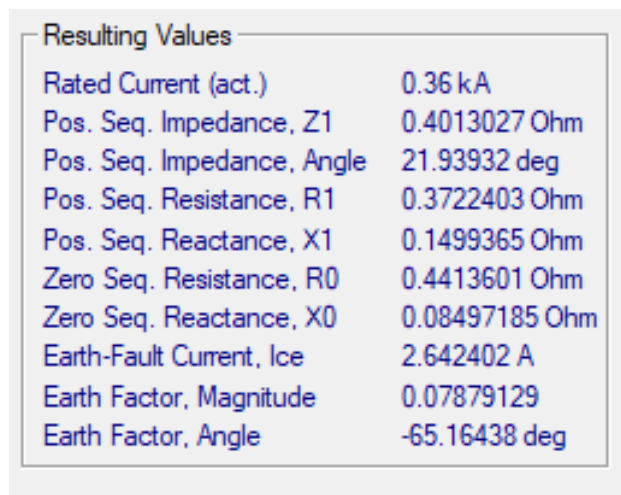 Resulting Values
Rated Current (act.) 0.36 kA
Pos. Seq. Impedance, Z1 0.4013027 Ohm
Pos. Seq. Impedance, Angle 21.93932 deg
Pos. Seq. Resistance, R1 0.3722403 Ohm
Pos. Seq. Reactance, X1 0.1499365 Ohm
Zero Seq. Resistance, R0 0.4413601 Ohm
Zero Seq. Reactance, X0 0.08497185 Ohm
Earth-Fault Current, Ice 2.642402 A
Earth Factor, Magnitude 0.07879129
Earth Factor, Angle -65.16438 deg